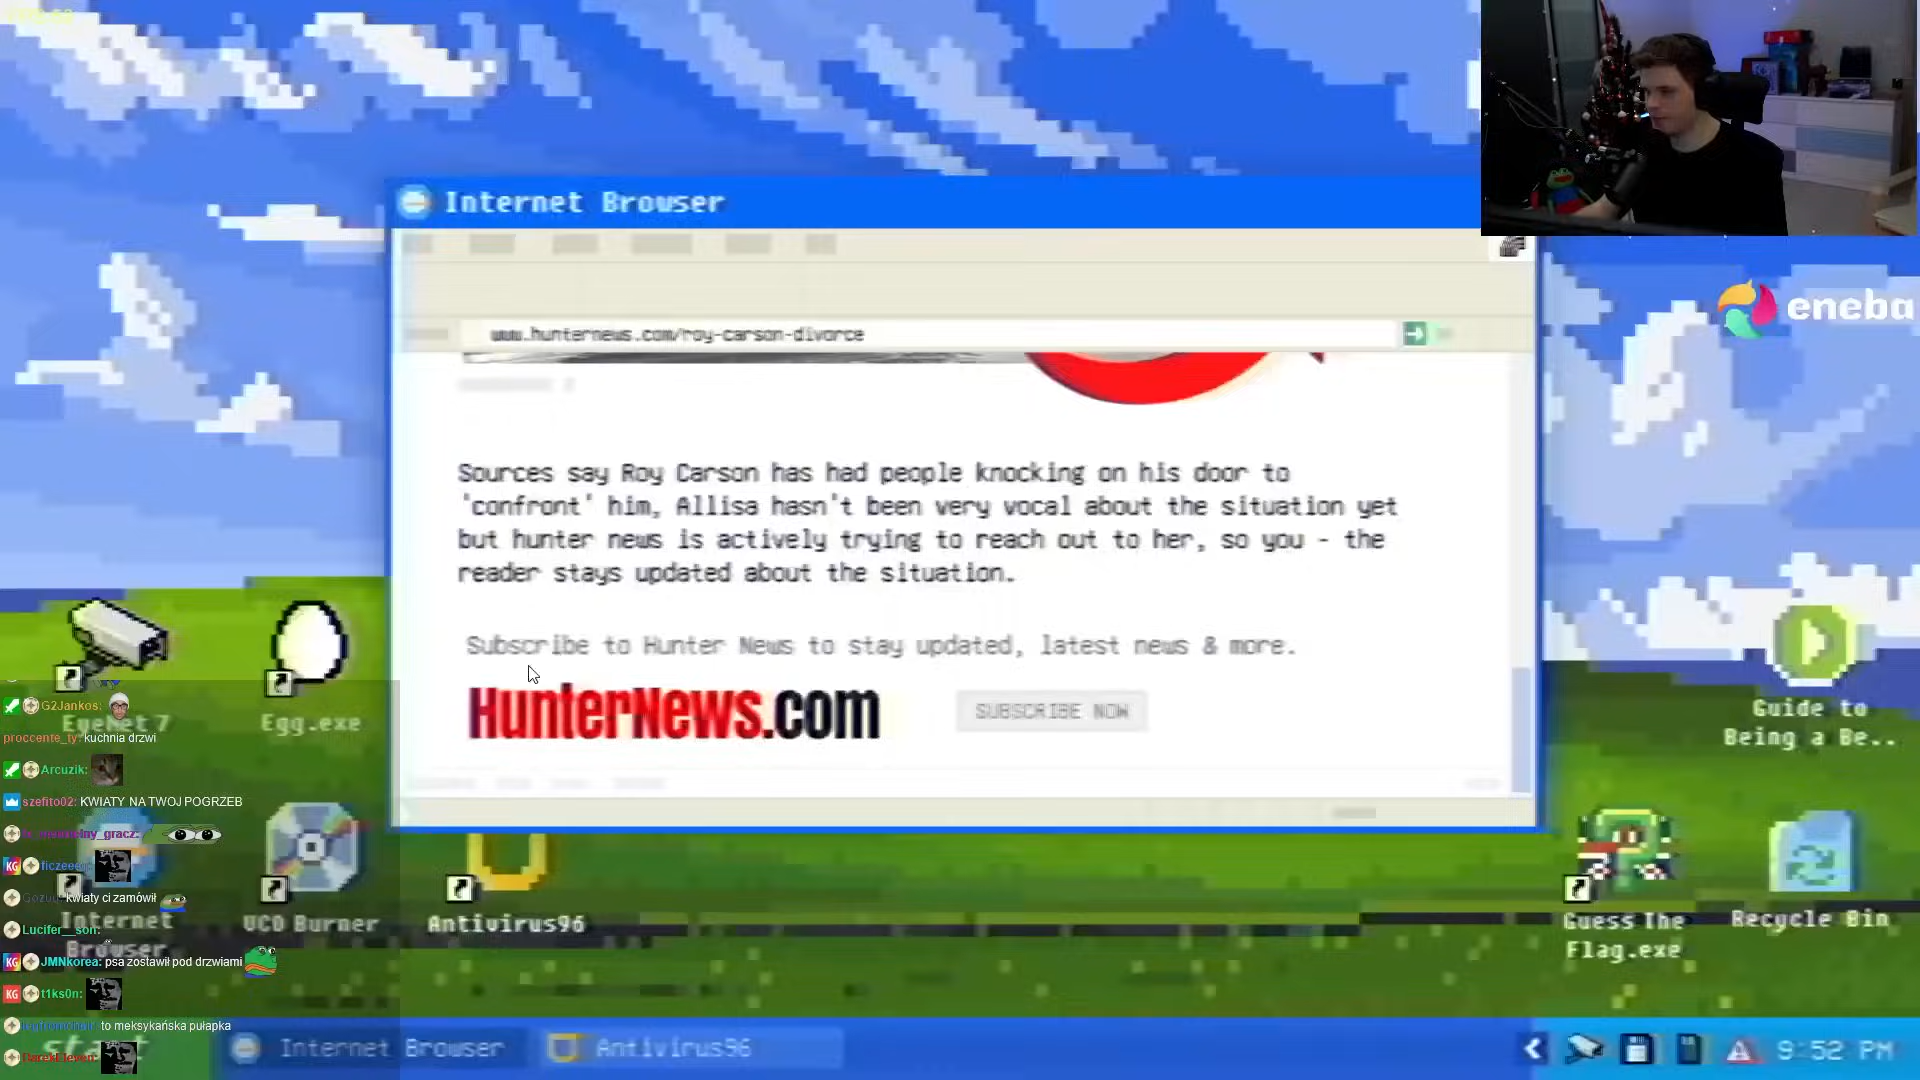 Internet Browser
www.hunternews.com/roy-carson-divorce
eneba
Sources say Roy Carson has had people knocking on his door to
'confront' him, Allisa hasn't been very vocal about the situation yet
but hunter news is actively trying to reach out to her, so you - the
reader stays updated about the situation.
Subscribe to Hunter News to stay updated, latest news & more.
HunterNews.com
SUBSCRIBE NOW
EyeNet 7
Egg.exe
Guide to
Being a Be..
G2Jankos:
proccente_ty: kuchnia drzwi
Arcuzik:
szefito02: KWIATY NA TWOJ POGRZEB
kwiaty ci zamówił
Lucifer__son:
JMNkorea: psa zostawił pod drzwiami
t1ks0n:
to meksykańska pułapka
Internet
Browser
VCD Burner
Antivirus96
Guess The
Flag.exe
Recycle Bin
start
Internet Browser
Antivirus96
9:52 PM